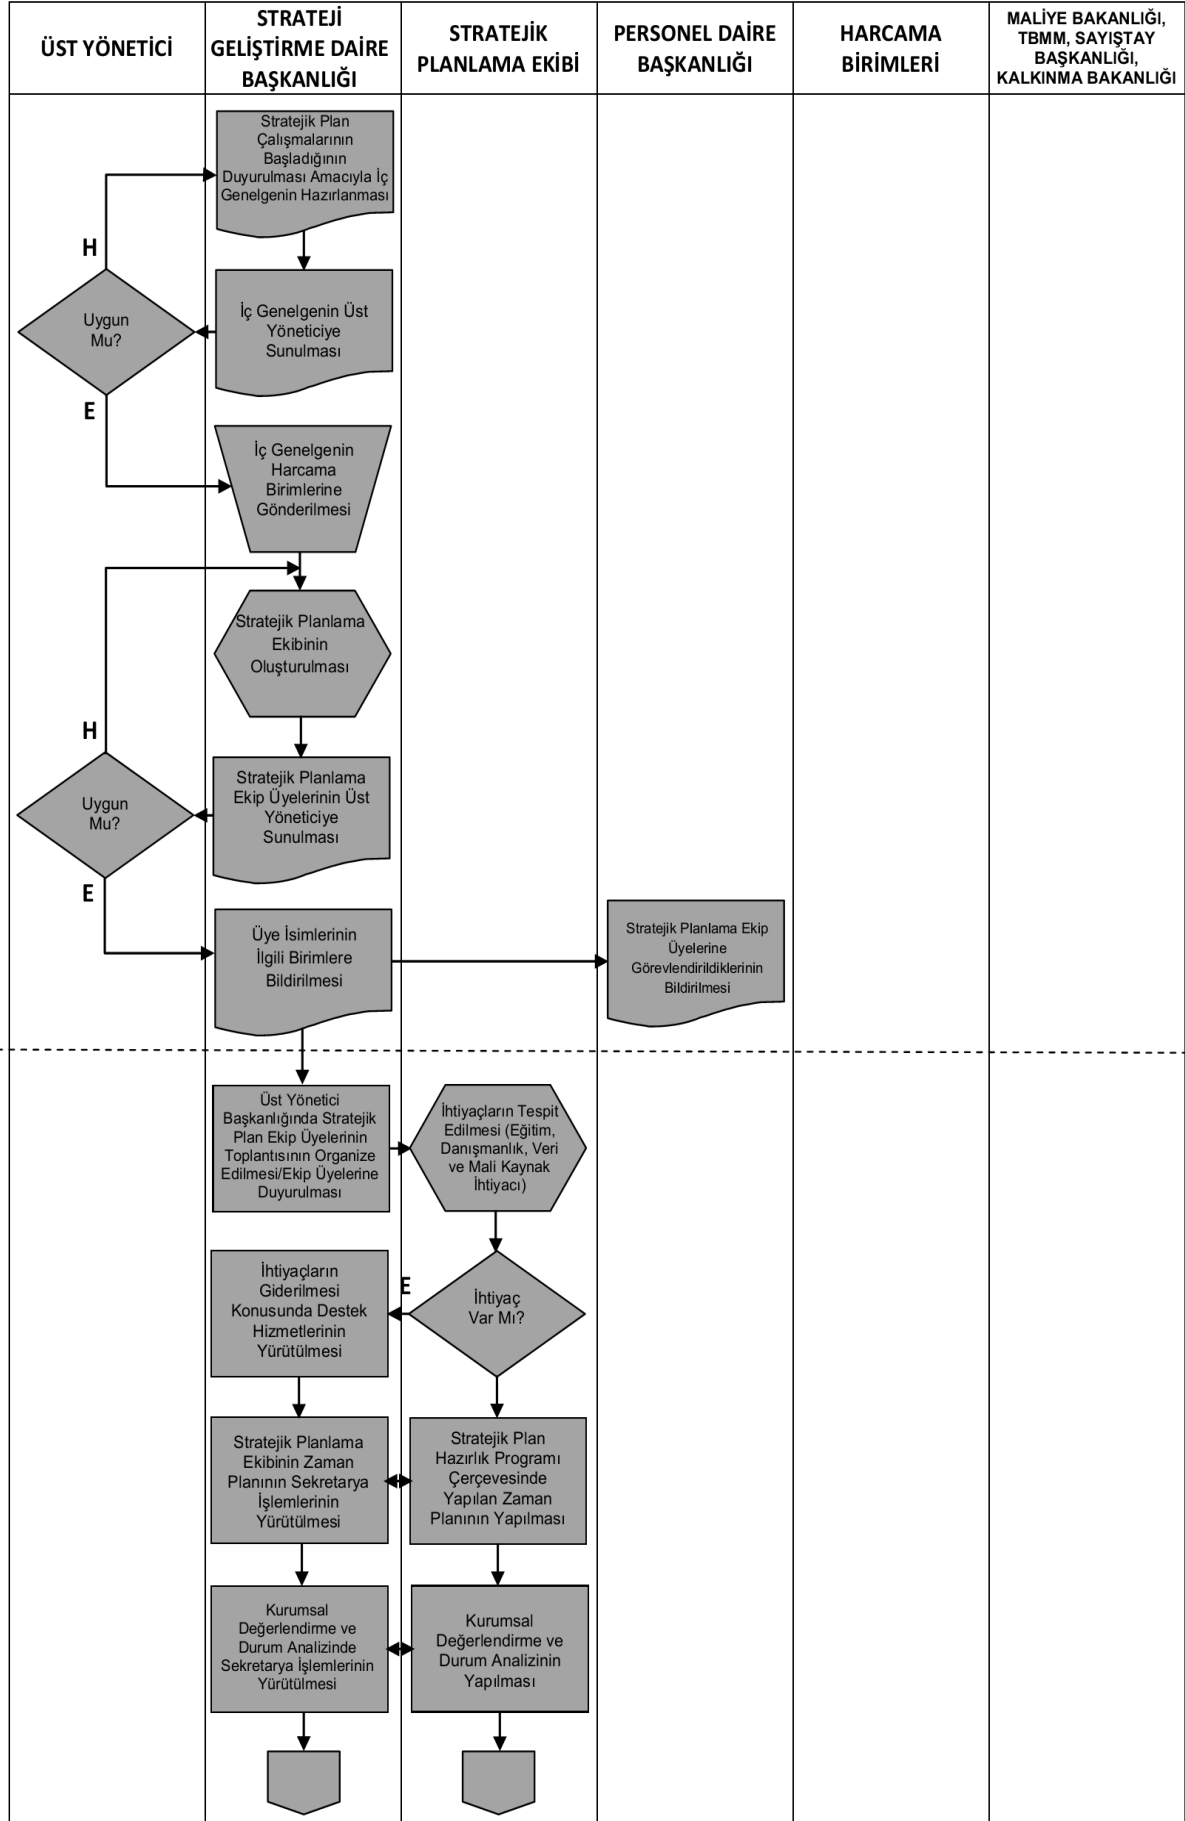 ÜST YÖNETİCİ
STRATEJİ
GELİŞTİRME DAİRE
BAŞKANLIĞI
STRATEJİK
PLANLAMA EKİBİ
PERSONEL DAİRE
BAŞKANLIĞI
HARCAMA
BİRİMLERİ
MALİYE BAKANLIĞI,
TBMM, SAYIŞTAY
BAŞKANLIĞI,
KALKINMA BAKANLIĞI
Stratejik Plan
Çalışmalarının
Başladığının
Duyurulması Amacıyla İç
Genelgenin Hazırlanması
H
Uygun
Mu?
İç Genelgenin Üst
Yöneticiye
Sunulması
E
İç Genelgenin
Harcama
Birimlerine
Gönderilmesi
Stratejik Planlama
Ekibinin
Oluşturulması
H
Uygun
Mu?
Stratejik Planlama
Ekip Üyelerinin Üst
Yöneticiye
Sunulması
E
Üye İsimlerinin
İlgili Birimlere
Bildirilmesi
Stratejik Planlama Ekip
Üyelerine
Görevlendirildiklerinin
Bildirilmesi
Üst Yönetici
Başkanlığında Stratejik
Plan Ekip Üyelerinin
Toplantısının Organize
Edilmesi/Ekip Üyelerine
Duyurulması
İhtiyaçların Tespit
Edilmesi (Eğitim,
Danışmanlık, Veri
ve Mali Kaynak
İhtiyacı)
İhtiyaçların
Giderilmesi
Konusunda Destek
Hizmetlerinin
Yürütülmesi
E
İhtiyaç
Var Mı?
Stratejik Planlama
Ekibinin Zaman
Planının Sekretarya
İşlemlerinin
Yürütülmesi
Stratejik Plan
Hazırlık Programı
Çerçevesinde
Yapılan Zaman
Planının Yapılması
Kurumsal
Değerlendirme ve
Durum Analizinde
Sekretarya İşlemlerinin
Yürütülmesi
Kurumsal
Değerlendirme ve
Durum Analizinin
Yapılması